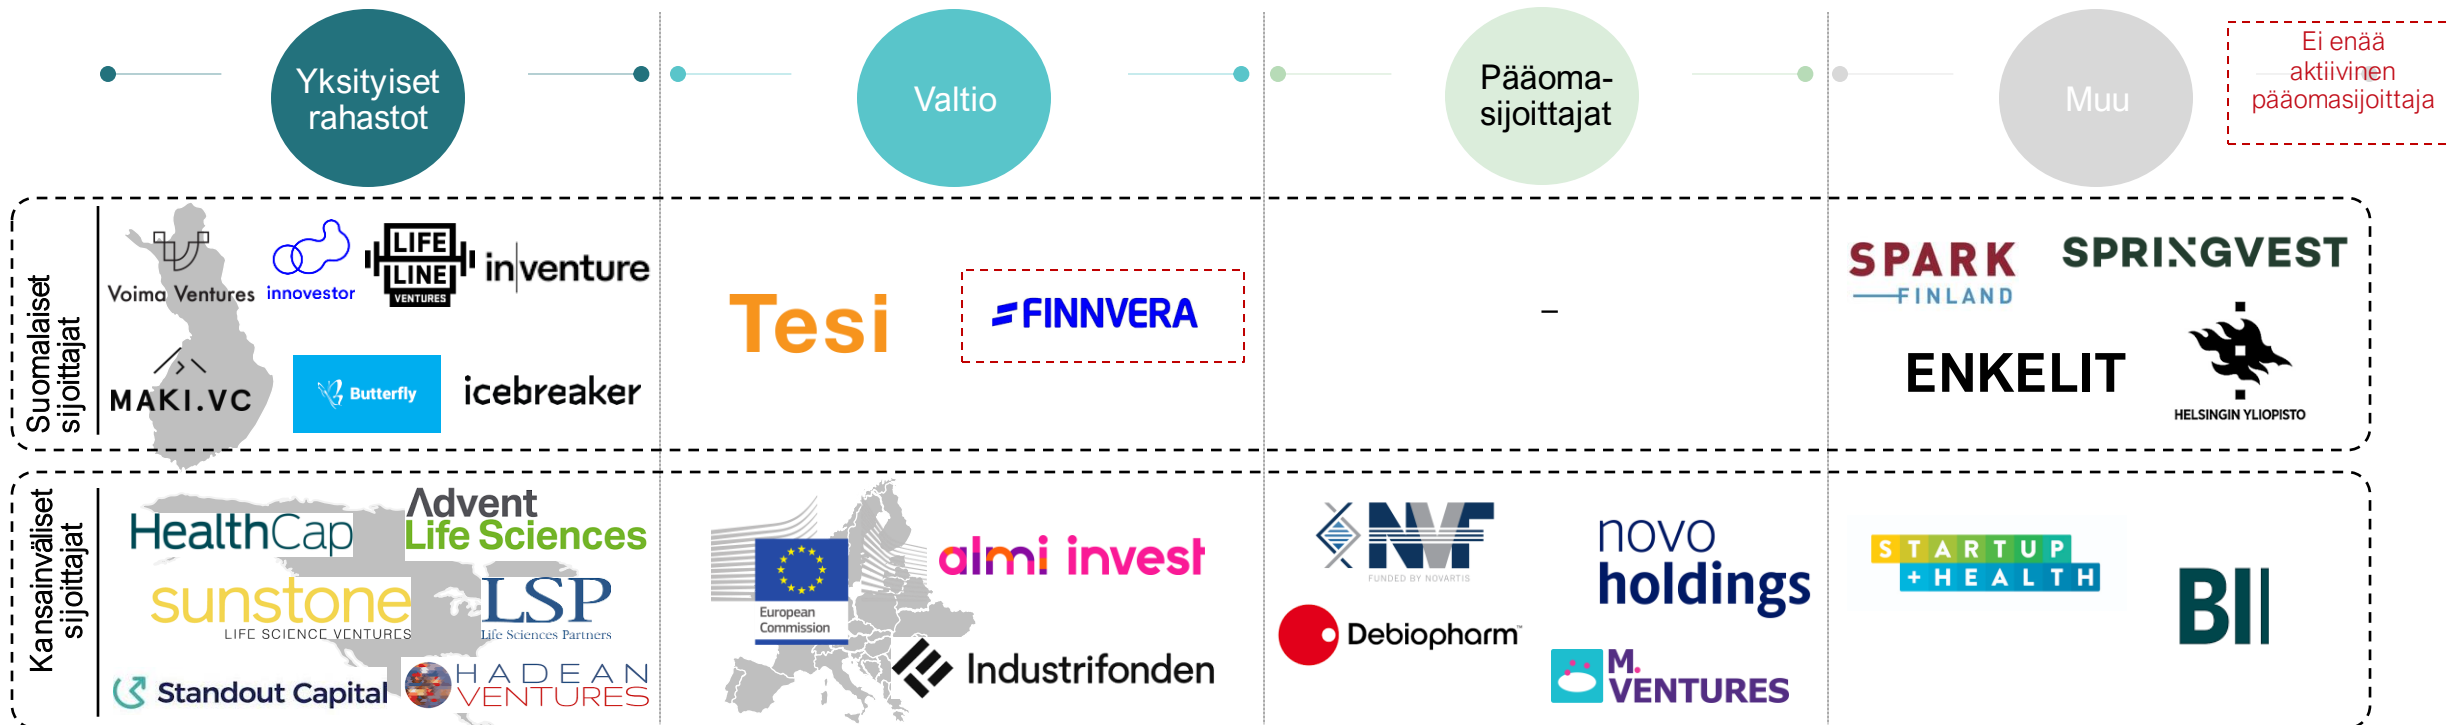 Yksityiset
rahastot
Valtio
Pääoma-
sijoittajat
Muu
Ei enää
aktiivinen
pääomasijoittaja
Suomalaiset
sijoittajat
Voima Ventures
innovestor
LIFE
LINE
VENTURES
in|venture
MAKI.VC
Butterfly
icebreaker
Tesi
FINNVERA
–
SPARK
FINLAND
SPRINGVEST
ENKELIT
HELSINGIN YLIOPISTO
Kansainväliset
sijoittajat
HealthCap
Advent
Life Sciences
sunstone
LIFE SCIENCE VENTURES
LSP
Life Sciences Partners
Standout Capital
HADEAN
VENTURES
European
Commission
almi invest
Industrifonden
NVF
FUNDED BY NOVARTIS
novo
holdings
Debiopharm™
M.
VENTURES
STARTUP
+HEALTH
BII